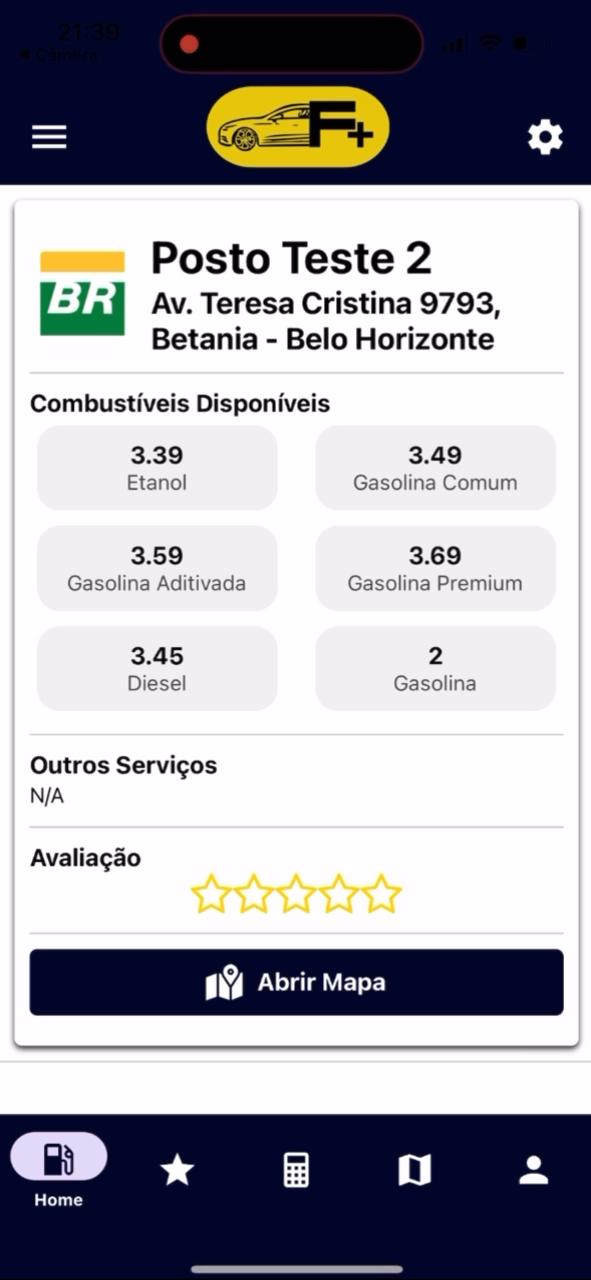 21:39
Câmera
F+
BR
Posto Teste 2
Av. Teresa Cristina 9793,
Betania - Belo Horizonte
Combustíveis Disponíveis
3.39
Etanol
3.49
Gasolina Comum
3.59
Gasolina Aditivada
3.69
Gasolina Premium
3.45
Diesel
2
Gasolina
Outros Serviços
N/A
Avaliação
Abrir Mapa
Home